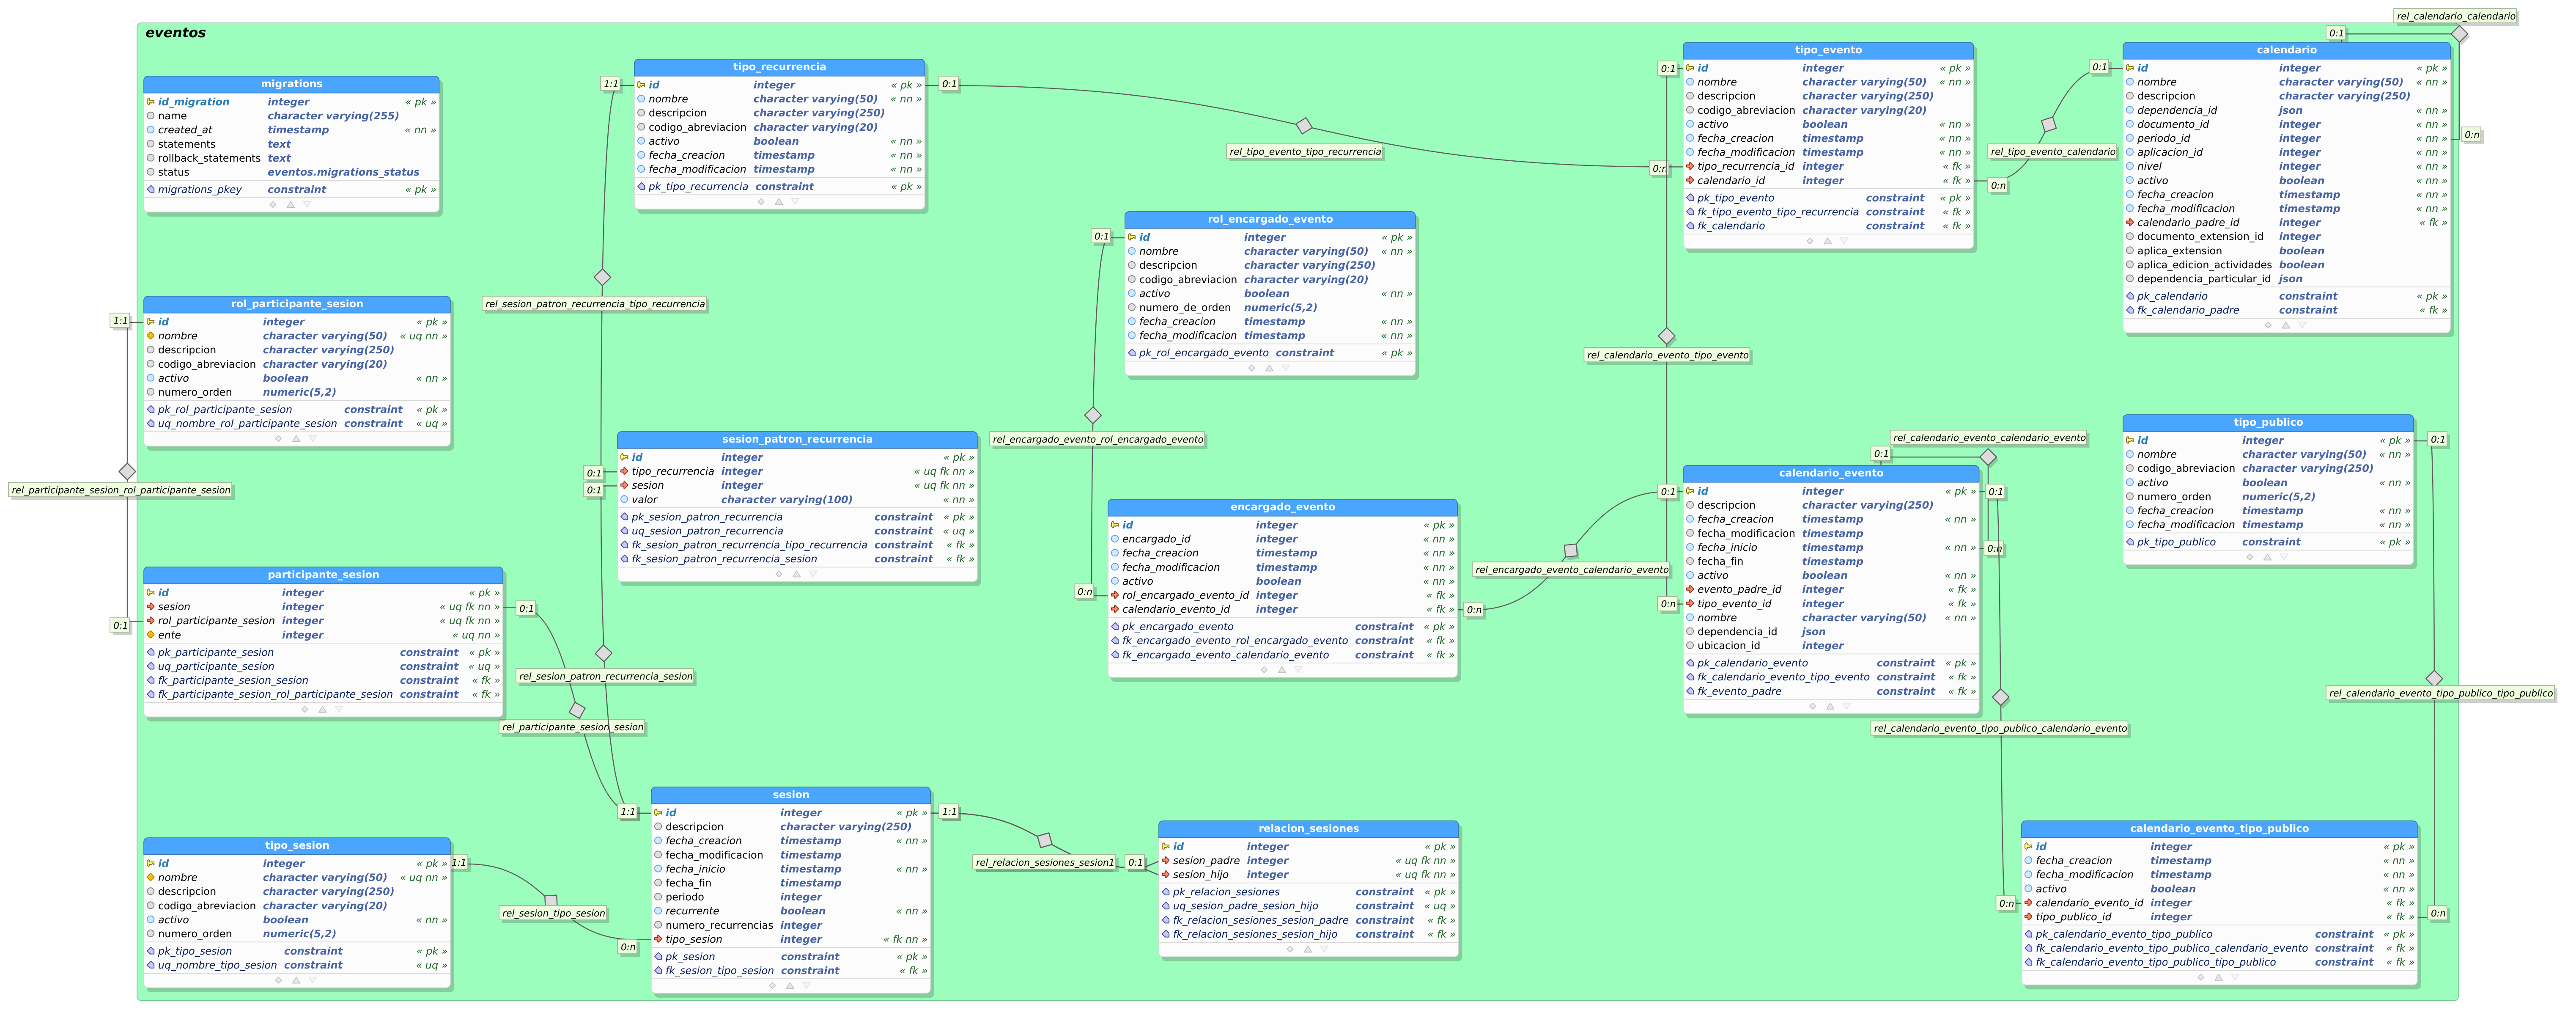 eventos
rel_calendario_calendario
0:1
0:n
migrations
id_migration integer « pk »
name character varying(255)
created_at timestamp « nn »
statements text
rollback_statements text
status eventos.migrations_status
migrations_pkey constraint « pk »
1:1
tipo_recurrencia
id integer « pk »
nombre character varying(50) « nn »
descripcion character varying(250)
codigo_abreviacion character varying(20)
activo boolean « nn »
fecha_creacion timestamp « nn »
fecha_modificacion timestamp « nn »
pk_tipo_recurrencia constraint « pk »
0:1
rel_tipo_evento_tipo_recurrencia
0:n
0:1
tipo_evento
id integer « pk »
nombre character varying(50) « nn »
descripcion character varying(250)
codigo_abreviacion character varying(20)
activo boolean « nn »
fecha_creacion timestamp « nn »
fecha_modificacion timestamp « nn »
tipo_recurrencia_id integer « fk »
calendario_id integer « fk »
pk_tipo_evento constraint « pk »
fk_tipo_evento_tipo_recurrencia constraint « fk »
fk_calendario constraint « fk »
0:1
rel_tipo_evento_calendario
0:n
calendario
id integer « pk »
nombre character varying(50) « nn »
descripcion character varying(250)
dependencia_id json « nn »
documento_id integer « nn »
periodo_id integer « nn »
aplicacion_id integer « nn »
nivel integer « nn »
activo boolean « nn »
fecha_creacion timestamp « nn »
fecha_modificacion timestamp « nn »
calendario_padre_id integer « fk »
documento_extension_id integer
aplica_extension boolean
aplica_edicion_actividades boolean
dependencia_particular_id json
pk_calendario constraint « pk »
fk_calendario_padre constraint « fk »
0:1
rol_encargado_evento
id integer « pk »
nombre character varying(50) « nn »
descripcion character varying(250)
codigo_abreviacion character varying(20)
activo boolean « nn »
numero_de_orden numeric(5,2)
fecha_creacion timestamp « nn »
fecha_modificacion timestamp « nn »
pk_rol_encargado_evento constraint « pk »
rel_sesion_patron_recurrencia_tipo_recurrencia
1:1
rol_participante_sesion
id integer « pk »
nombre character varying(50) « uq nn »
descripcion character varying(250)
codigo_abreviacion character varying(20)
activo boolean « nn »
numero_orden numeric(5,2)
pk_rol_participante_sesion constraint « pk »
uq_nombre_rol_participante_sesion constraint « uq »
rel_participante_sesion_rol_participante_sesion
rel_calendario_evento_tipo_evento
rel_encargado_evento_rol_encargado_evento
0:1
0:1
sesion_patron_recurrencia
id integer « pk »
tipo_recurrencia integer « uq fk nn »
sesion integer « uq fk nn »
valor character varying(100) « nn »
pk_sesion_patron_recurrencia constraint « pk »
uq_sesion_patron_recurrencia constraint « uq »
fk_sesion_patron_recurrencia_tipo_recurrencia constraint « fk »
fk_sesion_patron_recurrencia_sesion constraint « fk »
0:n
encargado_evento
id integer « pk »
encargado_id integer « nn »
fecha_creacion timestamp « nn »
fecha_modificacion timestamp « nn »
activo boolean « nn »
rol_encargado_evento_id integer « fk »
calendario_evento_id integer « fk »
pk_encargado_evento constraint « pk »
fk_encargado_evento_rol_encargado_evento constraint « fk »
fk_encargado_evento_calendario_evento constraint « fk »
0:n
rel_encargado_evento_calendario_evento
0:1
0:n
rel_calendario_evento_calendario_evento
0:1
calendario_evento
id integer « pk »
descripcion character varying(250)
fecha_creacion timestamp « nn »
fecha_modificacion timestamp
fecha_inicio timestamp « nn »
fecha_fin timestamp
activo boolean « nn »
evento_padre_id integer « fk »
tipo_evento_id integer « fk »
nombre character varying(50) « nn »
dependencia_id json
ubicacion_id integer
pk_calendario_evento constraint « pk »
fk_calendario_evento_tipo_evento constraint « fk »
fk_evento_padre constraint « fk »
0:1
0:n
tipo_publico
id integer « pk »
nombre character varying(50) « nn »
codigo_abreviacion character varying(250)
activo boolean « nn »
numero_orden numeric(5,2)
fecha_creacion timestamp « nn »
fecha_modificacion timestamp « nn »
pk_tipo_publico constraint « pk »
0:1
rel_calendario_evento_tipo_publico_tipo_publico
rel_calendario_evento_tipo_publico_calendario_evento
0:1
participante_sesion
id integer « pk »
sesion integer « uq fk nn »
rol_participante_sesion integer « uq fk nn »
ente integer « uq nn »
pk_participante_sesion constraint « pk »
uq_participante_sesion constraint « uq »
fk_participante_sesion_sesion constraint « fk »
fk_participante_sesion_rol_participante_sesion constraint « fk »
0:1
rel_sesion_patron_recurrencia_sesion
rel_participante_sesion_sesion
tipo_sesion
id integer « pk »
nombre character varying(50) « uq nn »
descripcion character varying(250)
codigo_abreviacion character varying(20)
activo boolean « nn »
numero_orden numeric(5,2)
pk_tipo_sesion constraint « pk »
uq_nombre_tipo_sesion constraint « uq »
1:1
rel_sesion_tipo_sesion
0:n
1:1
sesion
id integer « pk »
descripcion character varying(250)
fecha_creacion timestamp « nn »
fecha_modificacion timestamp
fecha_inicio timestamp « nn »
fecha_fin timestamp
periodo integer
recurrente boolean « nn »
numero_recurrencias integer
tipo_sesion integer « fk nn »
pk_sesion constraint « pk »
fk_sesion_tipo_sesion constraint « fk »
1:1
rel_relacion_sesiones_sesion1
0:1
relacion_sesiones
id integer « pk »
sesion_padre integer « uq fk nn »
sesion_hijo integer « uq fk nn »
pk_relacion_sesiones constraint « pk »
uq_sesion_padre_sesion_hijo constraint « uq »
fk_relacion_sesiones_sesion_padre constraint « fk »
fk_relacion_sesiones_sesion_hijo constraint « fk »
0:n
calendario_evento_tipo_publico
id integer « pk »
fecha_creacion timestamp « nn »
fecha_modificacion timestamp « nn »
activo boolean « nn »
calendario_evento_id integer « fk »
tipo_publico_id integer « fk »
pk_calendario_evento_tipo_publico constraint « pk »
fk_calendario_evento_tipo_publico_calendario_evento constraint « fk »
fk_calendario_evento_tipo_publico_tipo_publico constraint « fk »
0:n